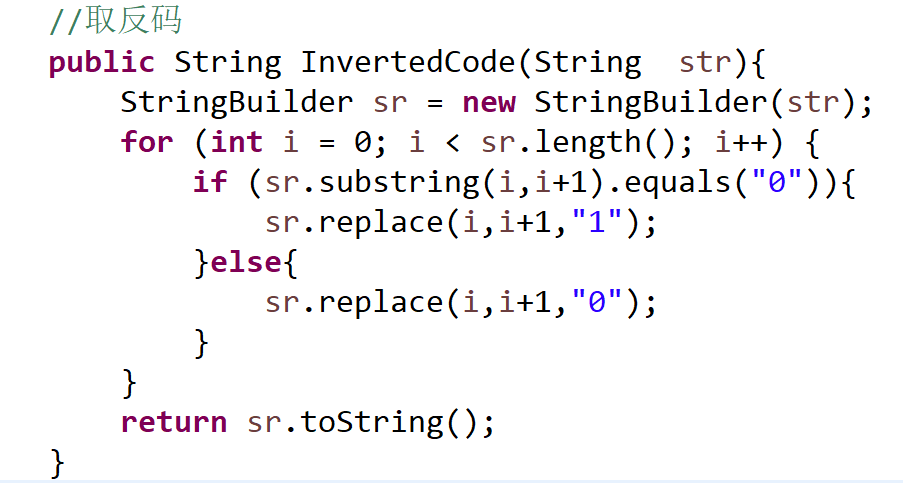 //取反码
public String InvertedCode(String  str){
    StringBuilder sr = new StringBuilder(str);
    for (int i = 0; i < sr.length(); i++) {
        if (sr.substring(i,i+1).equals("0")){
            sr.replace(i,i+1,"1");
        }else{
            sr.replace(i,i+1,"0");
        }
    }
    return sr.toString();
}